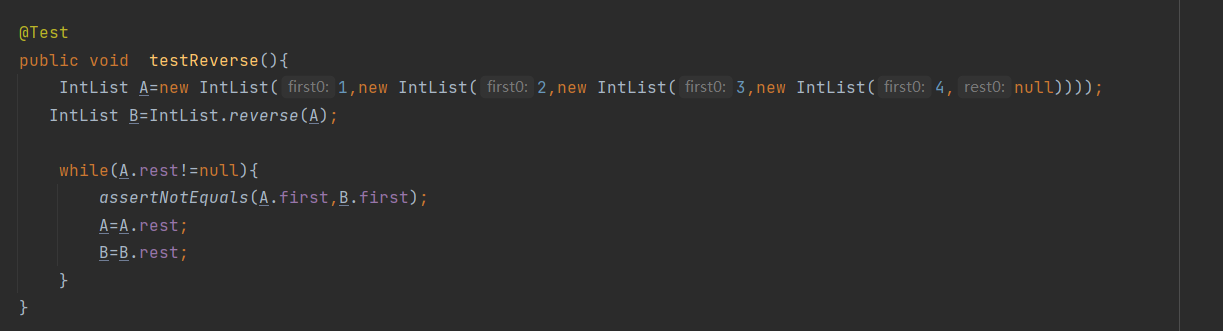 @Test
public void  testReverse(){
    IntList A=new IntList( first0: 1,new IntList( first0: 2,new IntList( first0: 3,new IntList( first0: 4, rest0: null))));
   IntList B=IntList.reverse(A);
    while(A.rest!=null){
        assertNotEquals(A.first,B.first);
        A=A.rest;
        B=B.rest;
    }
}